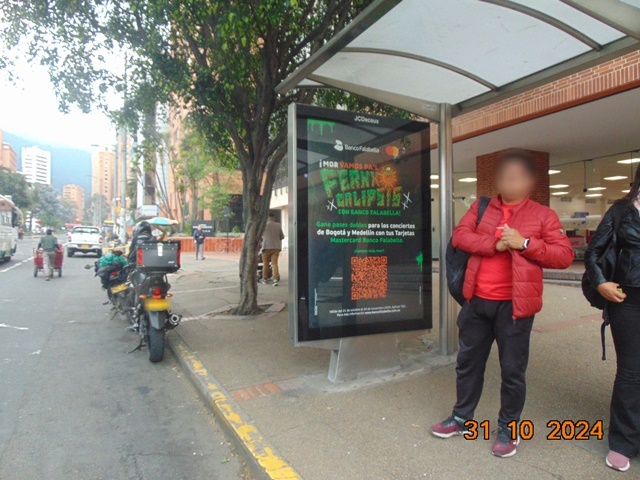 JCDecaux
Banco Falabella
¡MOR VAMOS PA'L
FERXXO
CALIPSIS
CON BANCO FALABELLA!
Gana pases dobles para los conciertos
de Bogotá y Medellín con tus Tarjetas
Mastercard Banco Falabella.
31 10 2024